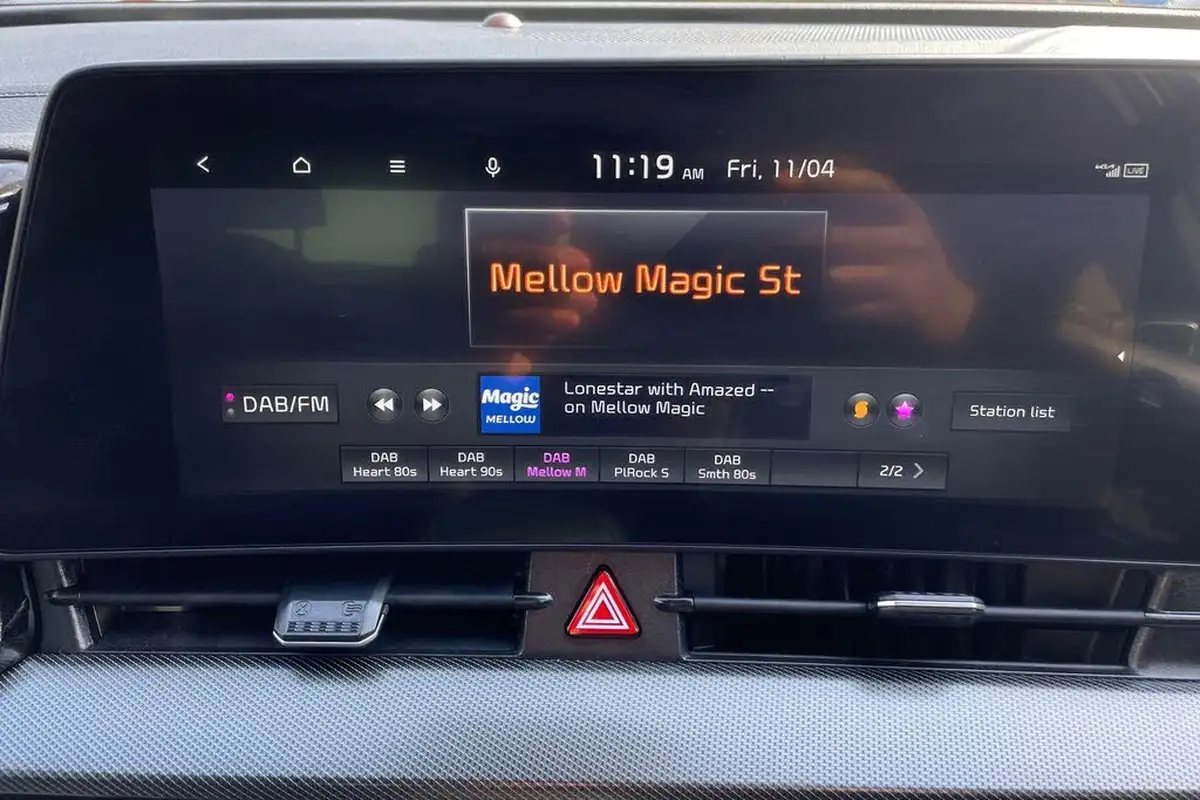 11:19 AM Fri, 11/04
LIVE
Mellow Magic St
DAB/FM
Magic
MELLOW
Lonestar with Amazed --
on Mellow Magic
Station list
DAB
Heart 80s
DAB
Heart 90s
DAB
Mellow M
DAB
PlRock S
DAB
Smth 80s
2/2